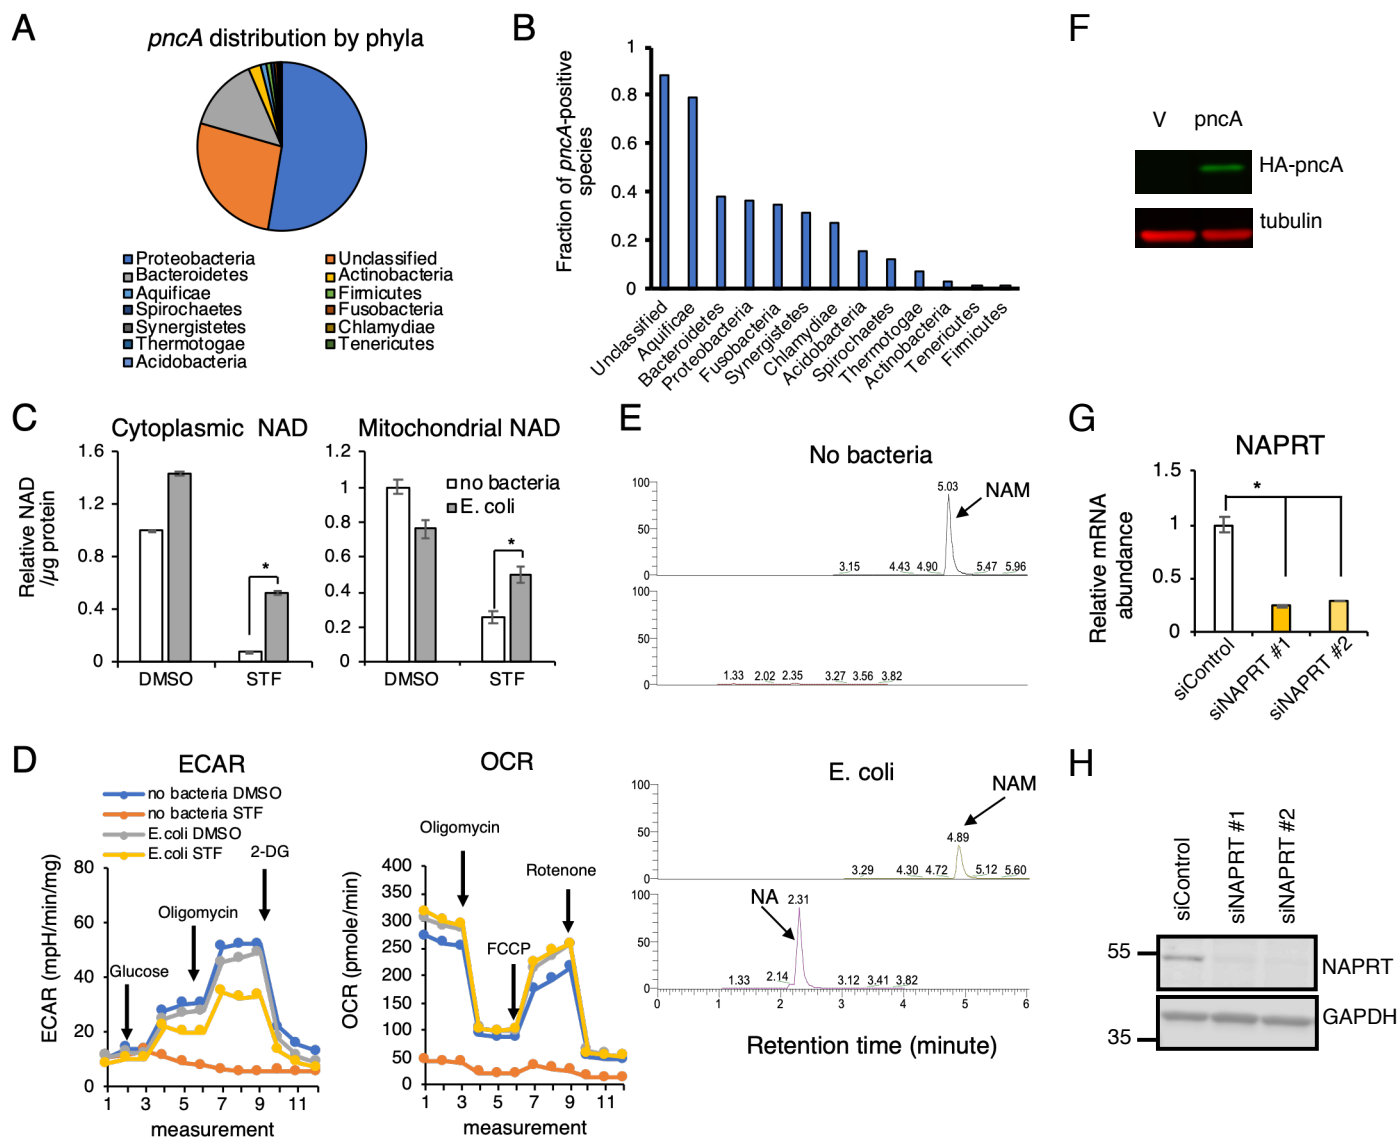 A
pncA distribution by phyla
Proteobacteria
Unclassified
Bacteroidetes
Actinobacteria
Aquificae
Firmicutes
Spirochaetes
Fusobacteria
Synergistetes
Chlamydiae
Thermotogae
Tenericutes
Acidobacteria
B
Fraction of pncA-positive
species
1
0.8
0.6
0.4
0.2
0
Unclassified
Aquificae
Bacteroidetes
Proteobacteria
Fusobacteria
Synergistetes
Chlamydiae
Acidobacteria
Spirochaetes
Thermotogae
Actinobacteria
Tenericutes
Firmicutes
F
V
pncA
HA-pncA
tubulin
C
Cytoplasmic NAD
Relative NAD
/µg protein
1.6
1.2
0.8
0.4
0
*
DMSO
STF
Mitochondrial NAD
1.2
1
0.8
0.6
0.4
0.2
0
no bacteria
E. coli
*
DMSO
STF
E
No bacteria
100
50
0
5.03
NAM
3.15
4.43
4.90
5.47
5.96
100
50
0
1.33
2.02
2.35
3.27
3.56
3.82
E. coli
100
50
0
NAM
4.89
3.29
4.30
4.72
5.12
5.60
100
50
0
NA
2.31
1.33
2.14
3.12
3.41
3.82
0
1
2
3
4
5
6
Retention time (minute)
G
NAPRT
Relative mRNA
abundance
1.5
1
0.5
0
*
siControl
siNAPRT #1
siNAPRT #2
D
ECAR
no bacteria DMSO
no bacteria STF
E.coli DMSO
E.coli STF
2-DG
Oligomycin
Glucose
ECAR (mpH/min/mg)
80
60
40
20
0
1
3
5
7
9
11
measurement
OCR
Oligomycin
Rotenone
FCCP
OCR (pmole/min)
400
350
300
250
200
150
100
50
0
1
3
5
7
9
11
measurement
H
siControl
siNAPRT #1
siNAPRT #2
55
NAPRT
GAPDH
35